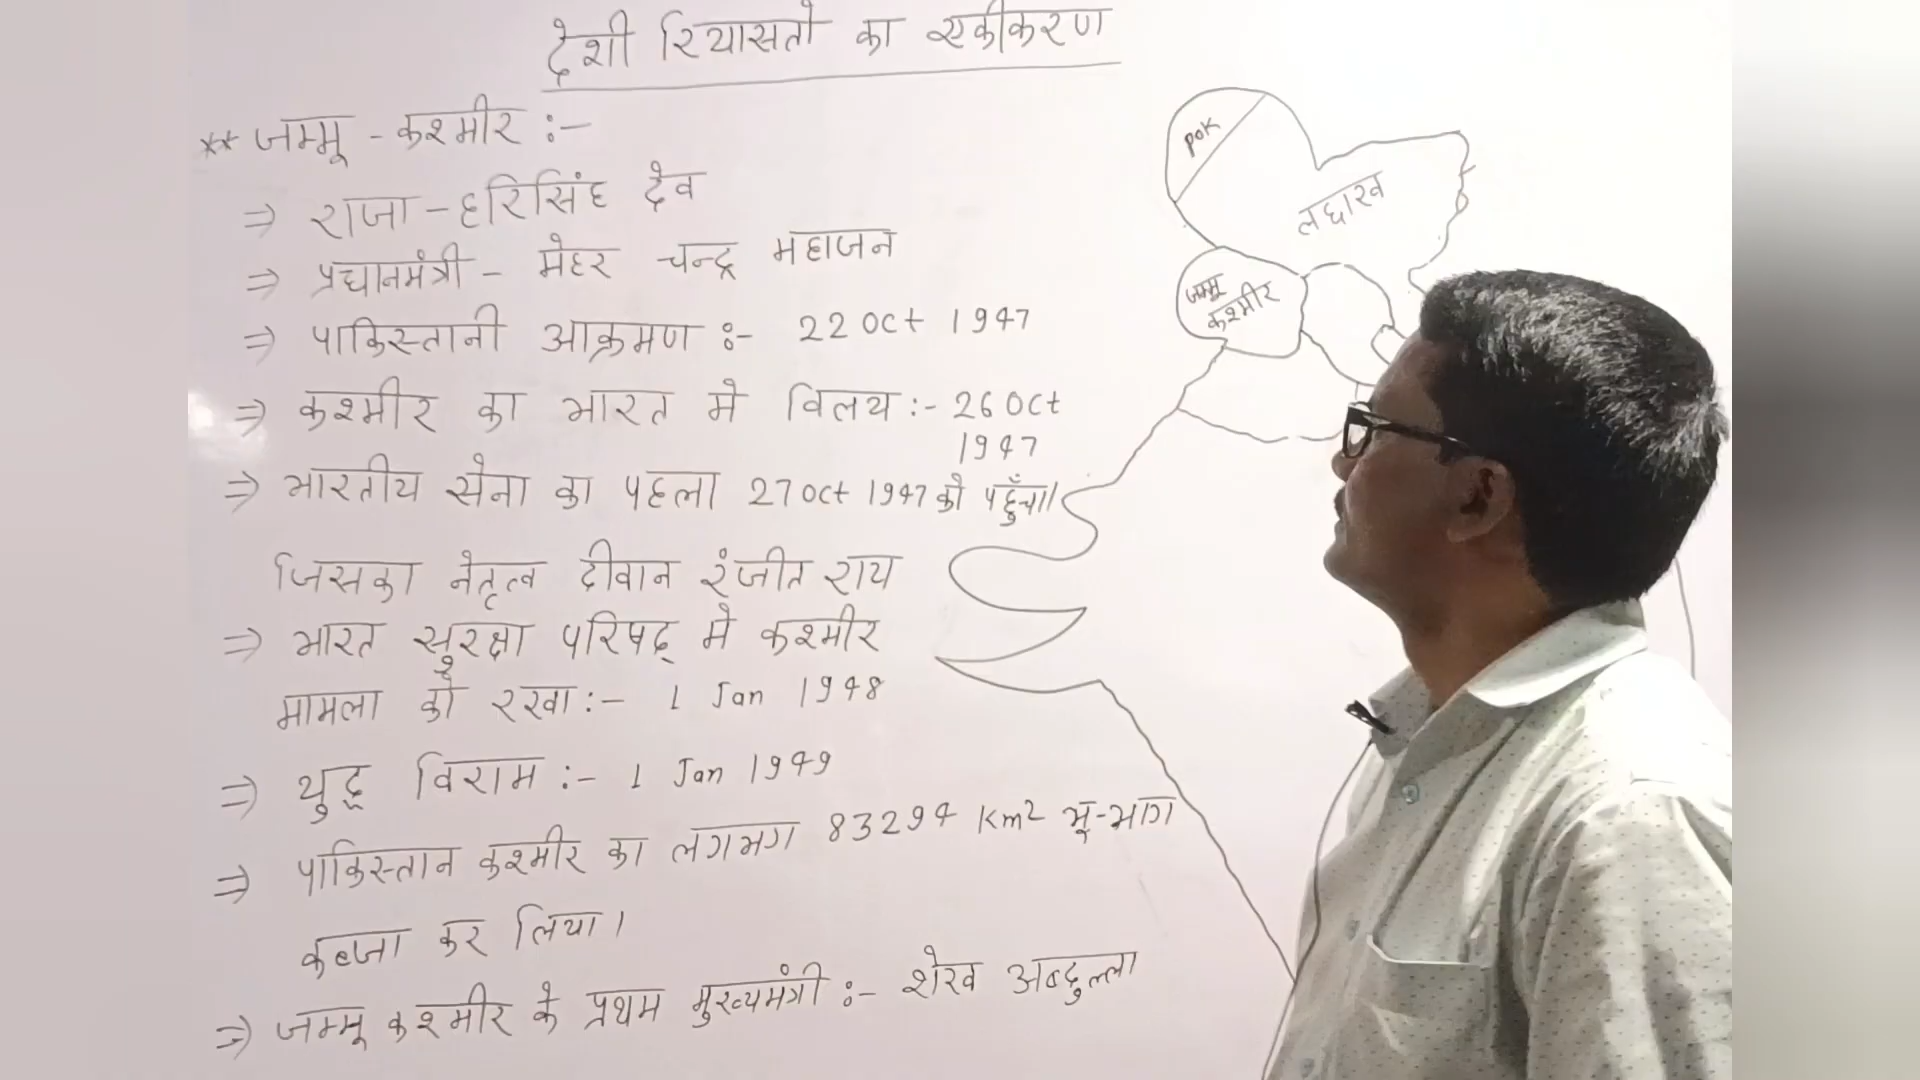 देशी रियासतो का एकीकरण
** जम्मू - कश्मीर :-
⇒ राजा - हरिसिंह देव
⇒ प्रधानमंत्री - मेहर चन्द्र महाजन
⇒ पाकिस्तानी आक्रमण :- 22 Oct 1947
⇒ कश्मीर का भारत मे विलय :- 26 Oct
1947
⇒ भारतीय सेना का पहला 27 Oct 1947 को पहुँचा।
जिसका नेतृत्व दीवान रंजीत राय
⇒ भारत सुरक्षा परिषद् मे कश्मीर
मामला को रखा :- 1 Jan 1948
⇒ युद्ध विराम :- 1 Jan 1949
⇒ पाकिस्तान कश्मीर का लगभग 83294 Km2 भू-भाग
कब्जा कर लिया।
⇒ जम्मू कश्मीर के प्रथम मुख्यमंत्री :- शेख अब्दुल्ला
POK
लद्दाख
जम्मू
कश्मीर